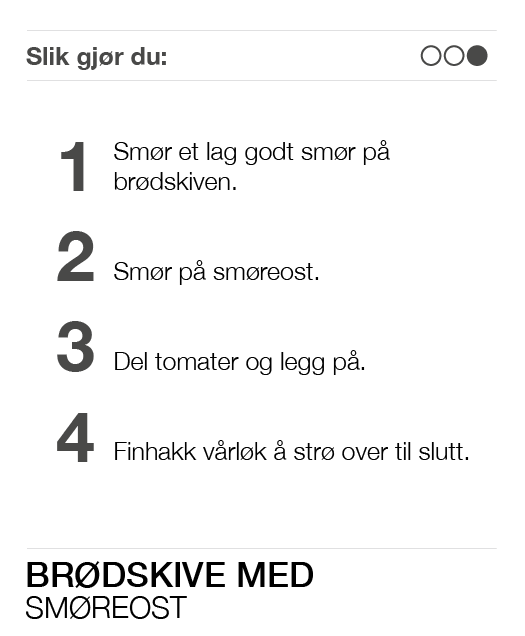 Slik gjør du:
1 Smør et lag godt smør på
brødskiven.
2 Smør på smøreost.
3 Del tomater og legg på.
4 Finhakk vårløk å strø over til slutt.
BRØDSKIVE MED
SMØREOST